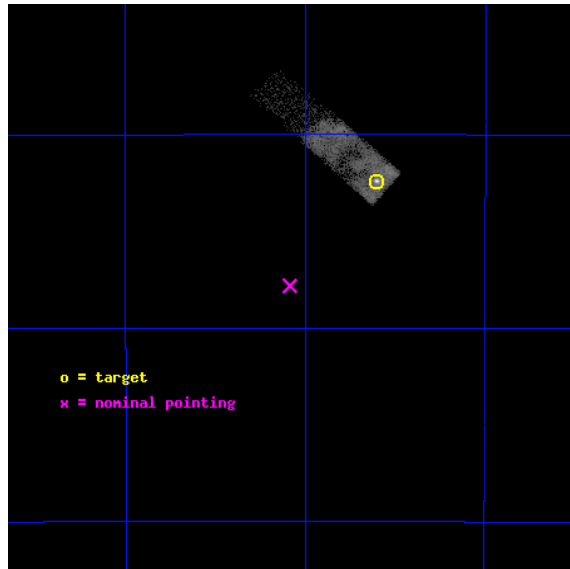 o = target
x = nominal pointing